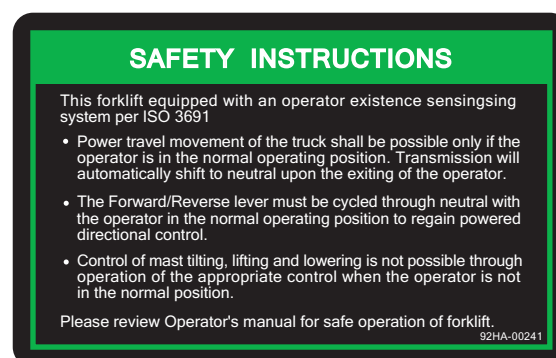 SAFETY INSTRUCTIONS
This forklift equipped with an operator existence sensingsing
system per ISO 3691
• Power travel movement of the truck shall be possible only if the
operator is in the normal operating position. Transmission will
automatically shift to neutral upon the exiting of the operator.
• The Forward/Reverse lever must be cycled through neutral with
the operator in the normal operating position to regain powered
directional control.
• Control of mast tilting, lifting and lowering is not possible through
operation of the appropriate control when the operator is not
in the normal position.
Please review Operator's manual for safe operation of forklift.
92HA-00241